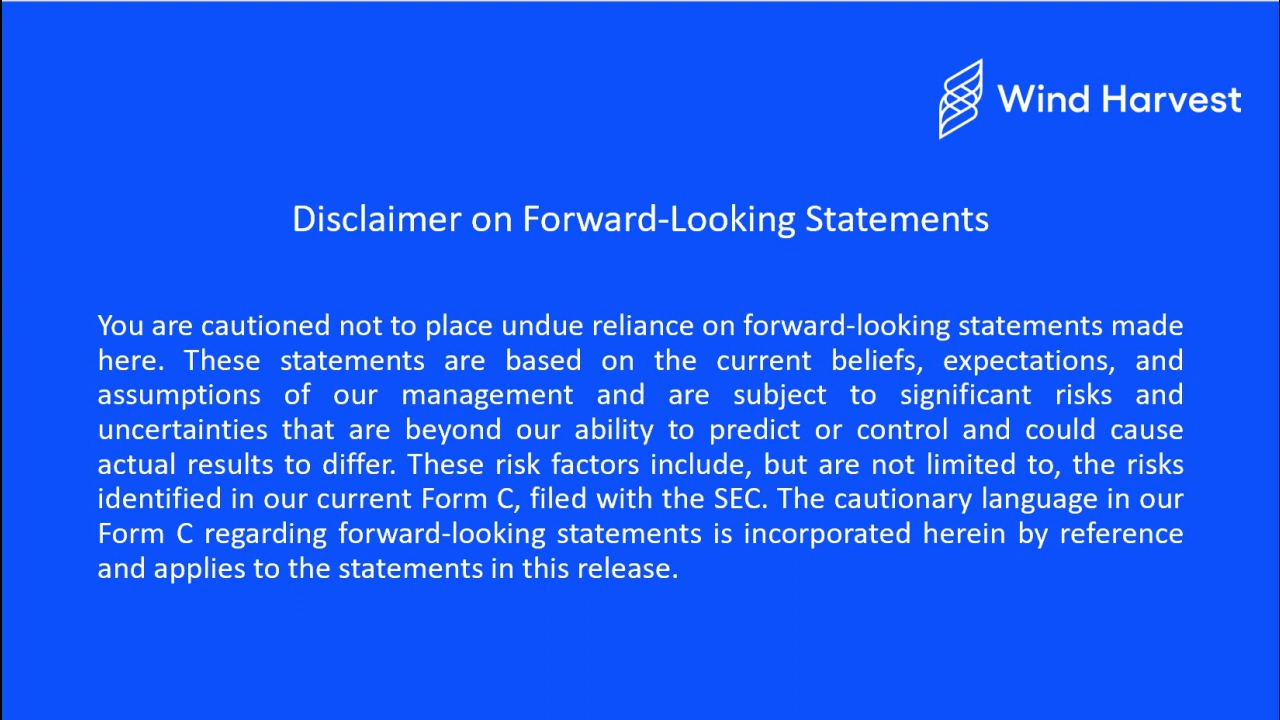 Wind Harvest
Disclaimer on Forward-Looking Statements
You are cautioned not to place undue reliance on forward-looking statements made
here. These statements are based on the current beliefs, expectations, and
assumptions of our management and are subject to significant risks and
uncertainties that are beyond our ability to predict or control and could cause
actual results to differ. These risk factors include, but are not limited to, the risks
identified in our current Form C, filed with the SEC. The cautionary language in our
Form C regarding forward-looking statements is incorporated herein by reference
and applies to the statements in this release.